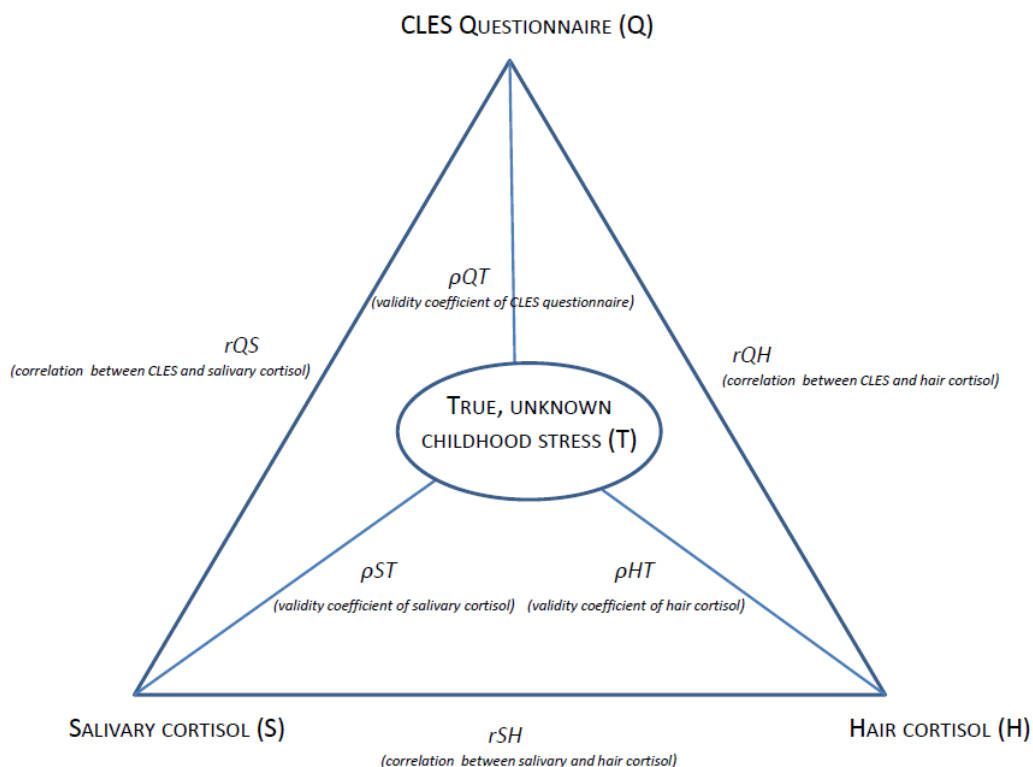 CLES QUESTIONNAIRE (Q)
ρQT
(validity coefficient of CLES questionnaire)
rQS
(correlation between CLES and salivary cortisol)
rQH
(correlation between CLES and hair cortisol)
TRUE, UNKNOWN
CHILDHOOD STRESS (T)
ρST
(validity coefficient of salivary cortisol)
ρHT
(validity coefficient of hair cortisol)
SALIVARY CORTISOL (S)
HAIR CORTISOL (H)
rSH
(correlation between salivary and hair cortisol)